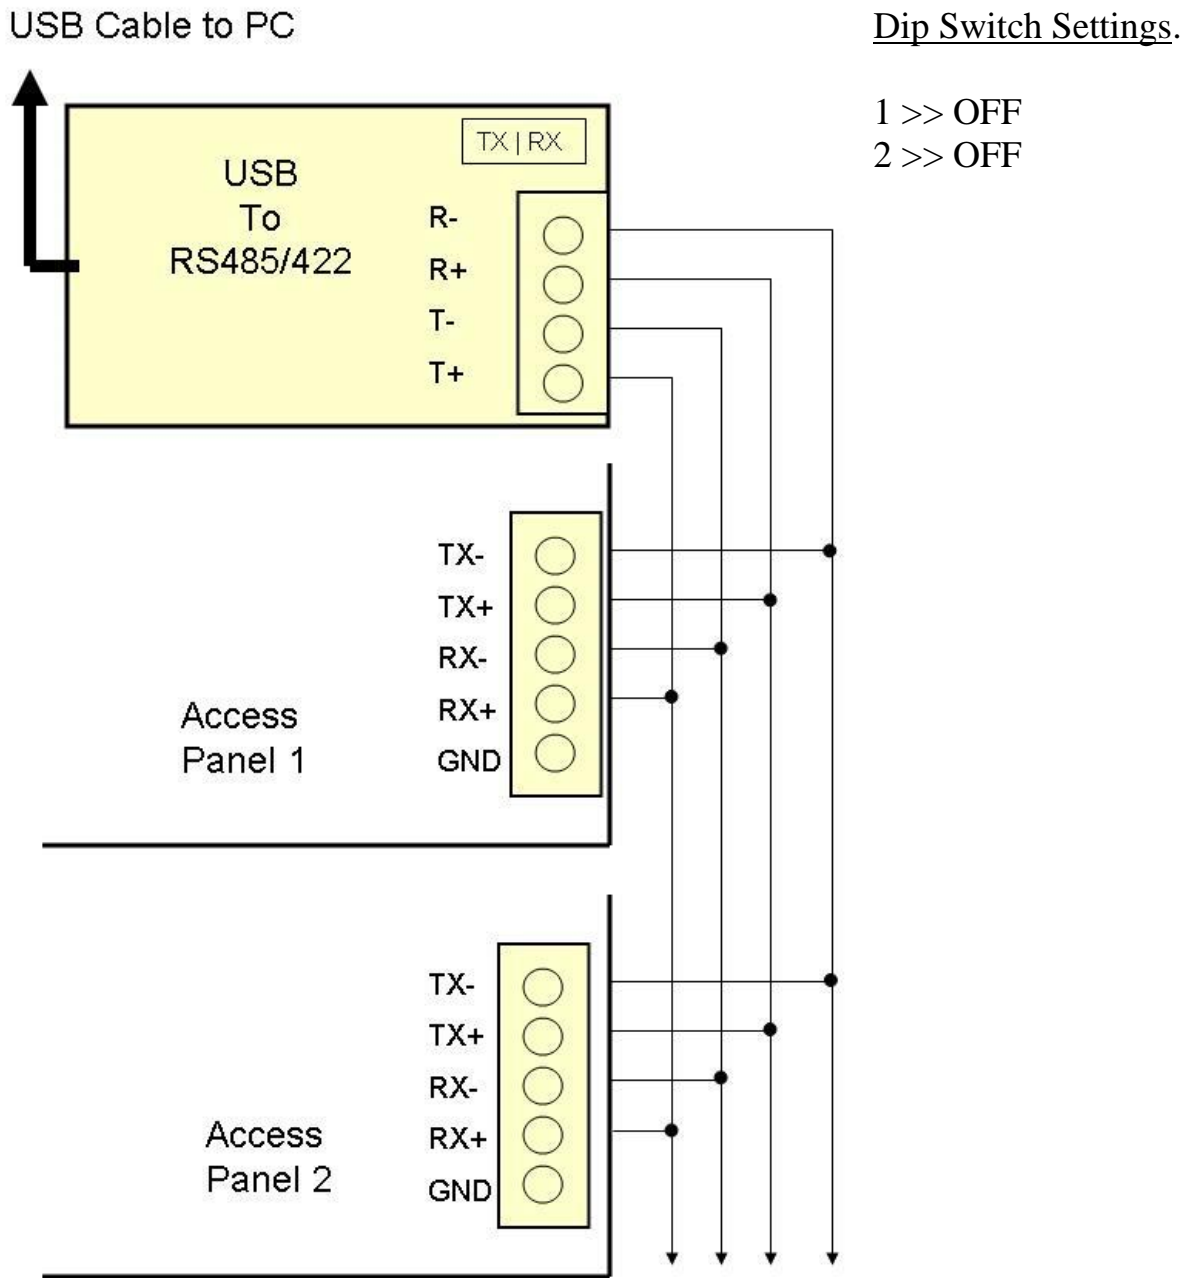 USB Cable to PC
Dip Switch Settings.
1 >> OFF
2 >> OFF
TX | RX
USB
To
RS485/422
R-
R+
T-
T+
TX-
TX+
RX-
RX+
GND
Access
Panel 1
TX-
TX+
RX-
RX+
GND
Access
Panel 2